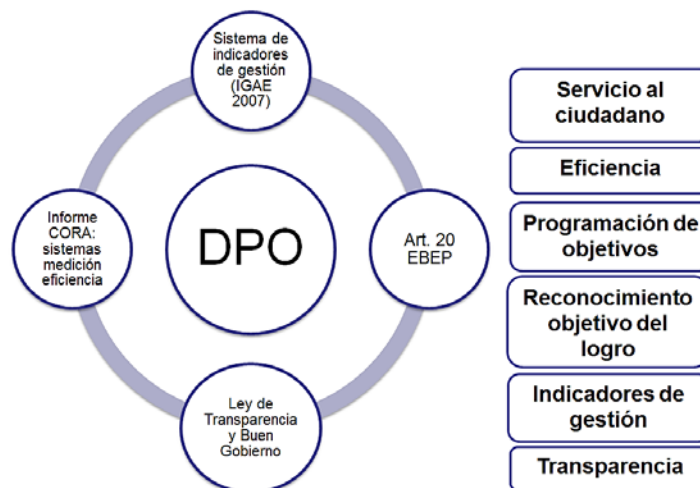 Sistema de
indicadores
de gestión
(IGAE
2007)
DPO
Art. 20
EBEP
Ley de
Transparencia
y Buen
Gobierno
Informe
CORA:
sistemas
medición
eficiencia
Servicio al
ciudadano
Eficiencia
Programación de
objetivos
Reconocimiento
objetivo del
logro
Indicadores de
gestión
Transparencia